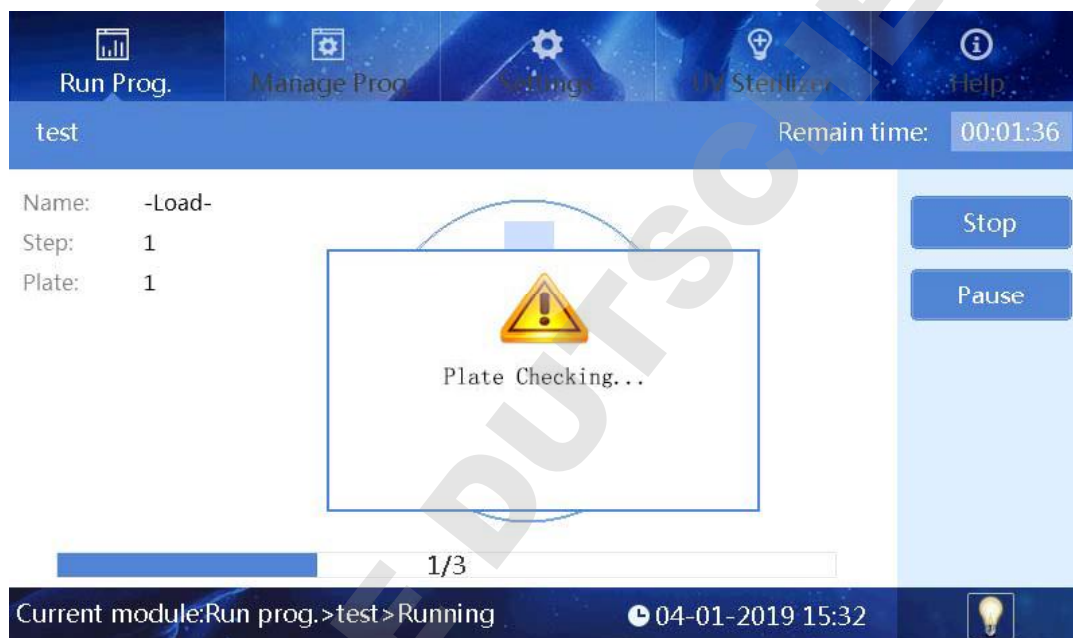 Run Prog.
Manage Prog.
Settings
UV Sterilizer
Help
test
Remain time: 00:01:36
Name: -Load-
Step: 1
Plate: 1
Stop
Pause
Plate Checking...
1/3
Current module:Run prog.>test>Running
04-01-2019 15:32
E DUTSCHE